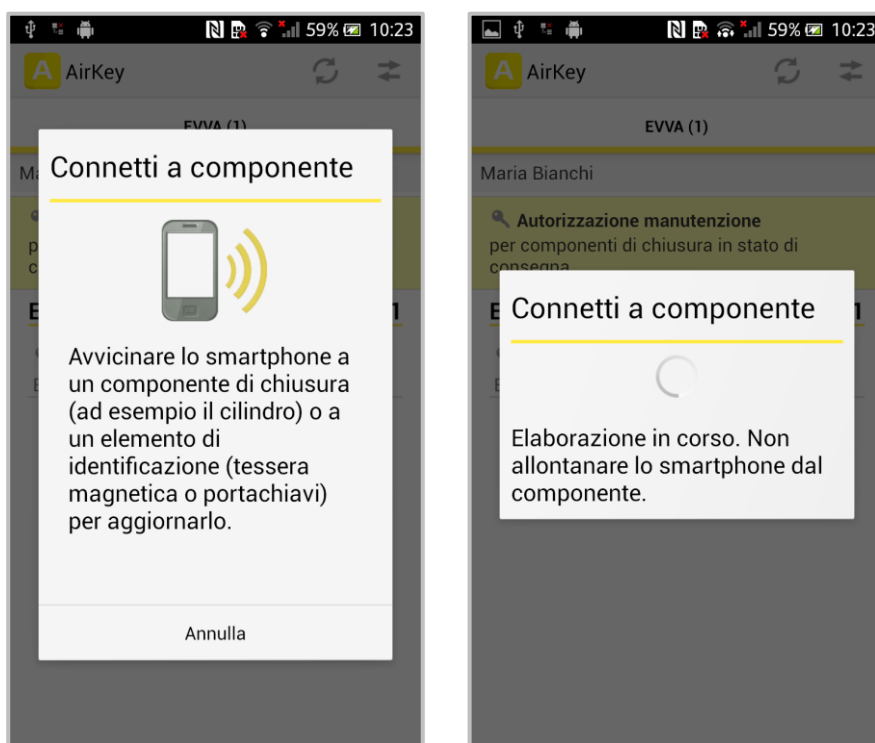 59% 10:23
A AirKey
EVVA (1)
Ma
Connetti a componente
p
c
E 1
Avvicinare lo smartphone a
un componente di chiusura
(ad esempio il cilindro) o a
un elemento di
identificazione (tessera
magnetica o portachiavi)
per aggiornarlo.
E
Annulla
59% 10:23
A AirKey
EVVA (1)
Maria Bianchi
Autorizzazione manutenzione
per componenti di chiusura in stato di
consegna
Connetti a componente
E 1
E
Elaborazione in corso. Non
allontanare lo smartphone dal
componente.